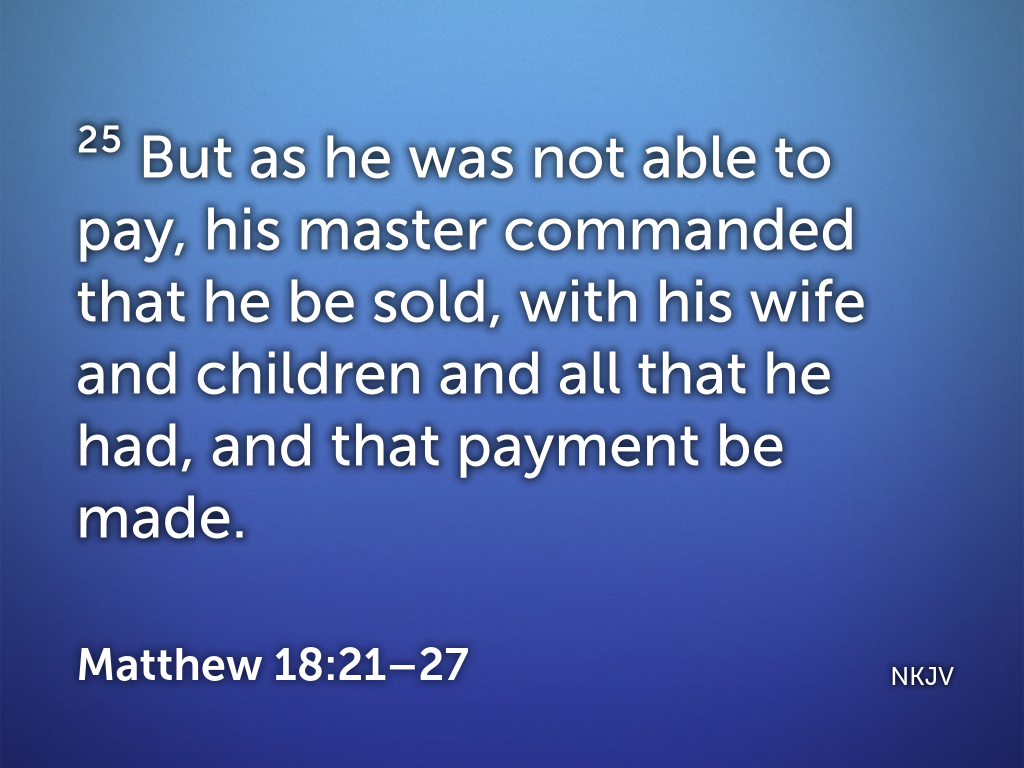 25 But as he was not able to
pay, his master commanded
that he be sold, with his wife
and children and all that he
had, and that payment be
made.
Matthew 18:21–27
NKJV